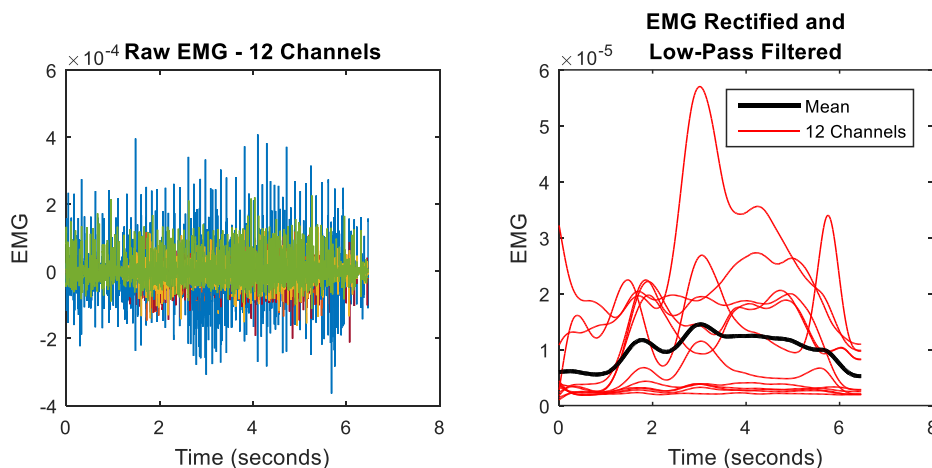 ×10⁻⁴
Raw EMG - 12 Channels
6
4
2
0
-2
-4
EMG
0
2
4
6
8
Time (seconds)
EMG Rectified and
Low-Pass Filtered
×10⁻⁵
6
5
4
3
2
1
0
EMG
Mean
12 Channels
0
2
4
6
8
Time (seconds)